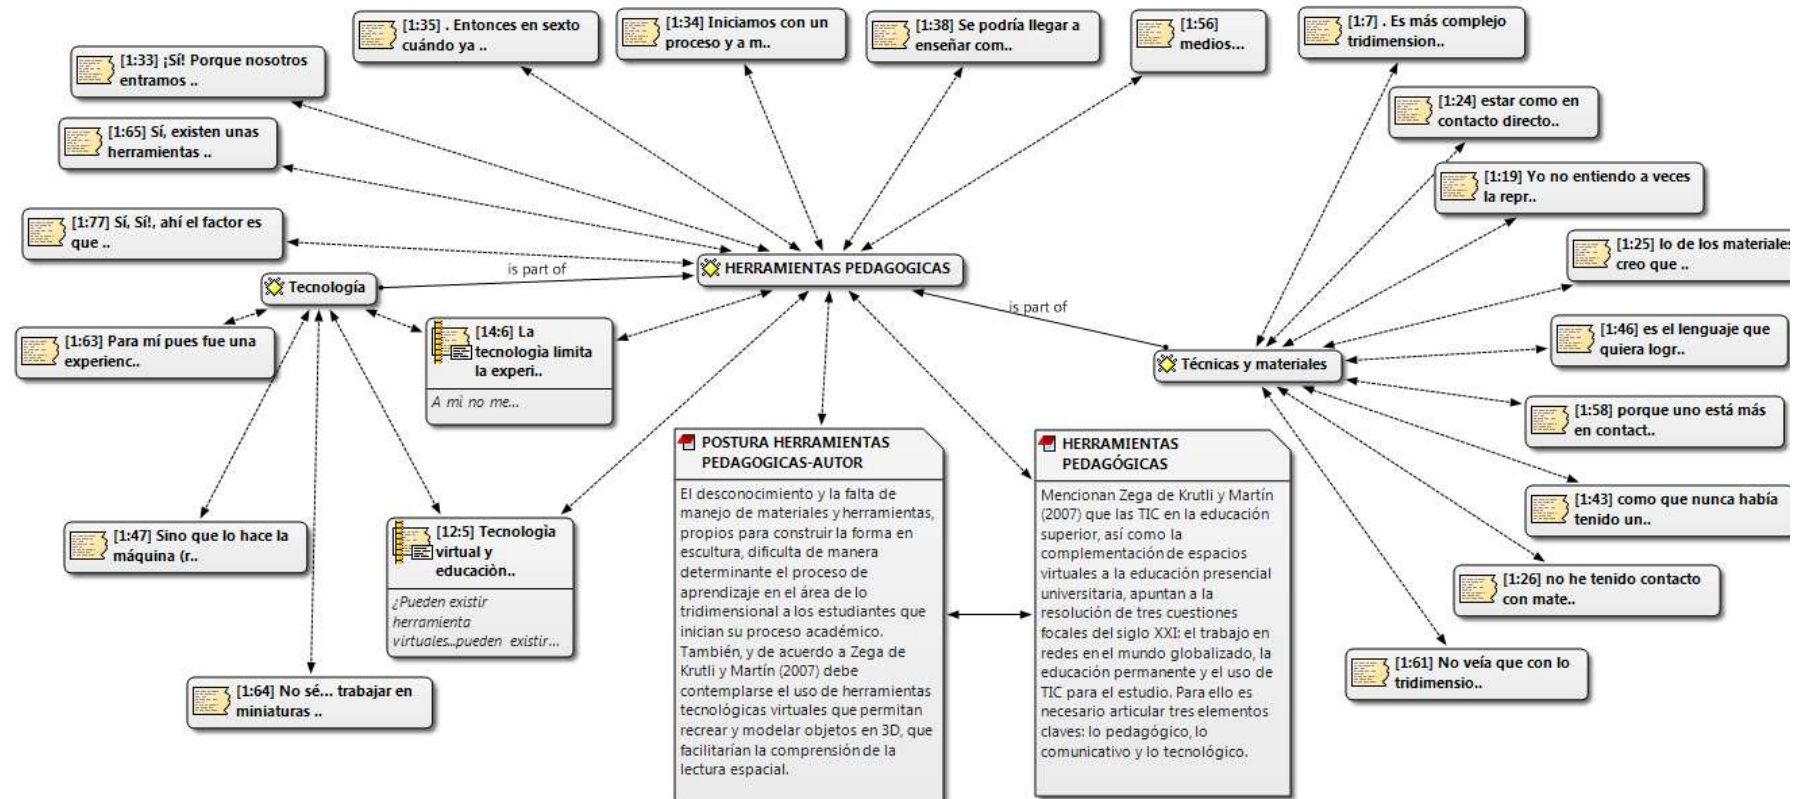 [1:35] . Entonces en sexto
cuándo ya ..
[1:34] Iniciamos con un
proceso y a m..
[1:38] Se podría llegar a
enseñar com..
[1:56]
medios...
[1:7] . Es más complejo
tridimension..
[1:33] ¡Sí! Porque nosotros
entramos ..
[1:24] estar como en
contacto directo..
[1:65] Sí, existen unas
herramientas ..
[1:19] Yo no entiendo a veces
la repr..
[1:77] Sí, Sí!, ahí el factor es
que ..
[1:25] lo de los materiales
creo que ..
is part of
HERRAMIENTAS PEDAGOGICAS
Tecnología
is part of
[1:63] Para mí pues fue una
experienc..
[14:6] La
tecnologìa limita
la experi..
A mi no me...
[1:46] es el lenguaje que
quiera logr..
Técnicas y materiales
[1:58] porque uno está más
en contact..
POSTURA HERRAMIENTAS
PEDAGOGICAS-AUTOR
El desconocimiento y la falta de
manejo de materiales y herramientas,
propios para construir la forma en
escultura, dificulta de manera
determinante el proceso de
aprendizaje en el área de lo
tridimensional a los estudiantes que
inician su proceso académico.
También, y de acuerdo a Zega de
Krutli y Martín (2007) debe
contemplarse el uso de herramientas
tecnológicas virtuales que permitan
recrear y modelar objetos en 3D, que
facilitarían la comprensión de la
lectura espacial.
HERRAMIENTAS
PEDAGÓGICAS
Mencionan Zega de Krutli y Martín
(2007) que las TIC en la educación
superior, así como la
complementación de espacios
virtuales a la educación presencial
universitaria, apuntan a la
resolución de tres cuestiones
focales del siglo XXI: el trabajo en
redes en el mundo globalizado, la
educación permanente y el uso de
TIC para el estudio. Para ello es
necesario articular tres elementos
claves: lo pedagógico, lo
comunicativo y lo tecnológico.
[1:43] como que nunca había
tenido un..
[1:47] Sino que lo hace la
máquina (r..
[12:5] Tecnologìa
virtual y
educaciòn..
¿Pueden existir
herramienta
virtuales...pueden existir...
[1:26] no he tenido contacto
con mate..
[1:61] No veía que con lo
tridimensio..
[1:64] No sé... trabajar en
miniaturas ..